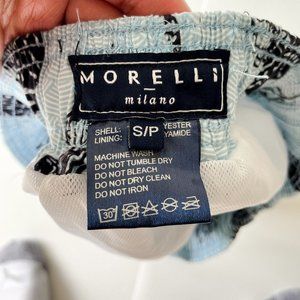 MORELLI
milano
S/P
SHELL: YESTER
LINING: YAMIDE
MACHINE WASH
DO NOT TUMBLE DRY
DO NOT BLEACH
DO NOT DRY CLEAN
DO NOT IRON
30